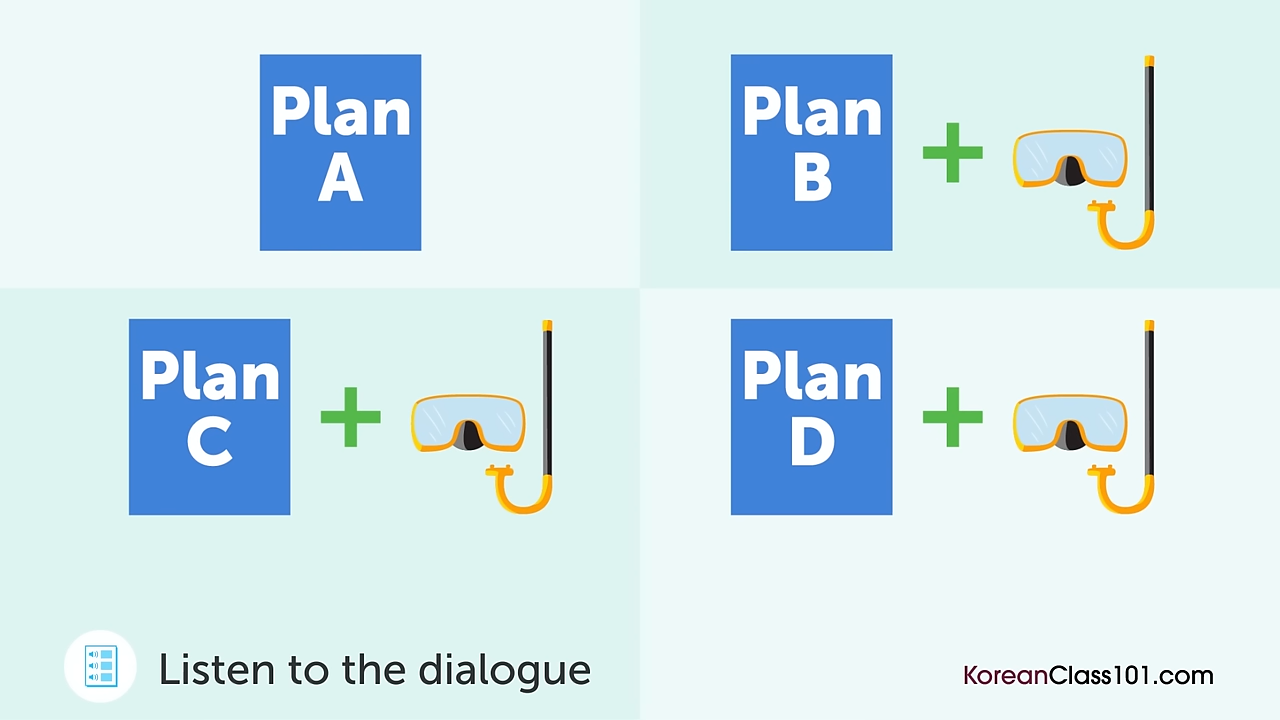 Plan
A
Plan
B
Plan
C
Plan
D
Listen to the dialogue
KoreanClass101.com